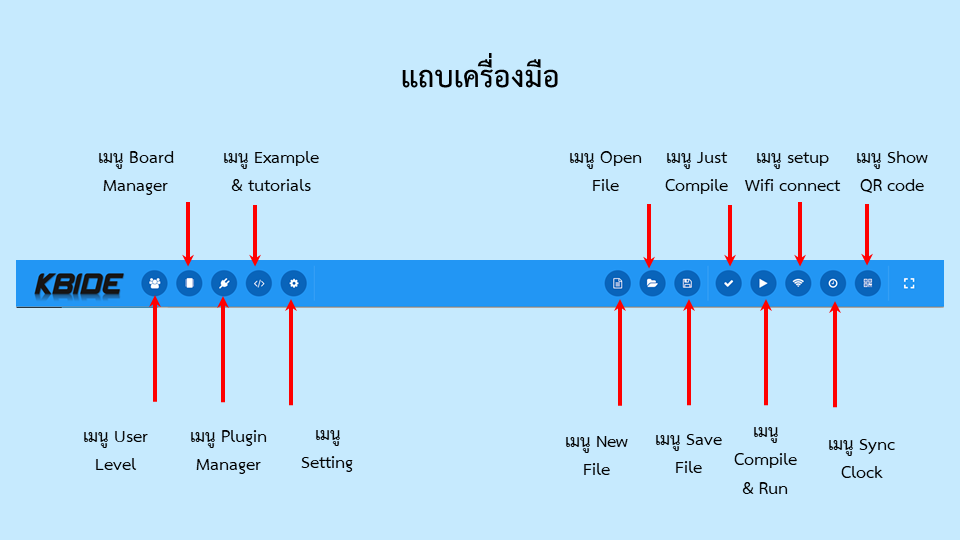 แถบเครื่องมือ
เมนู Board
Manager
เมนู Example
& tutorials
เมนู Open
File
เมนู Just
Compile
เมนู setup
Wifi connect
เมนู Show
QR code
KBIDE
เมนู User
Level
เมนู Plugin
Manager
เมนู
Setting
เมนู New
File
เมนู Save
File
เมนู
Compile
& Run
เมนู Sync
Clock